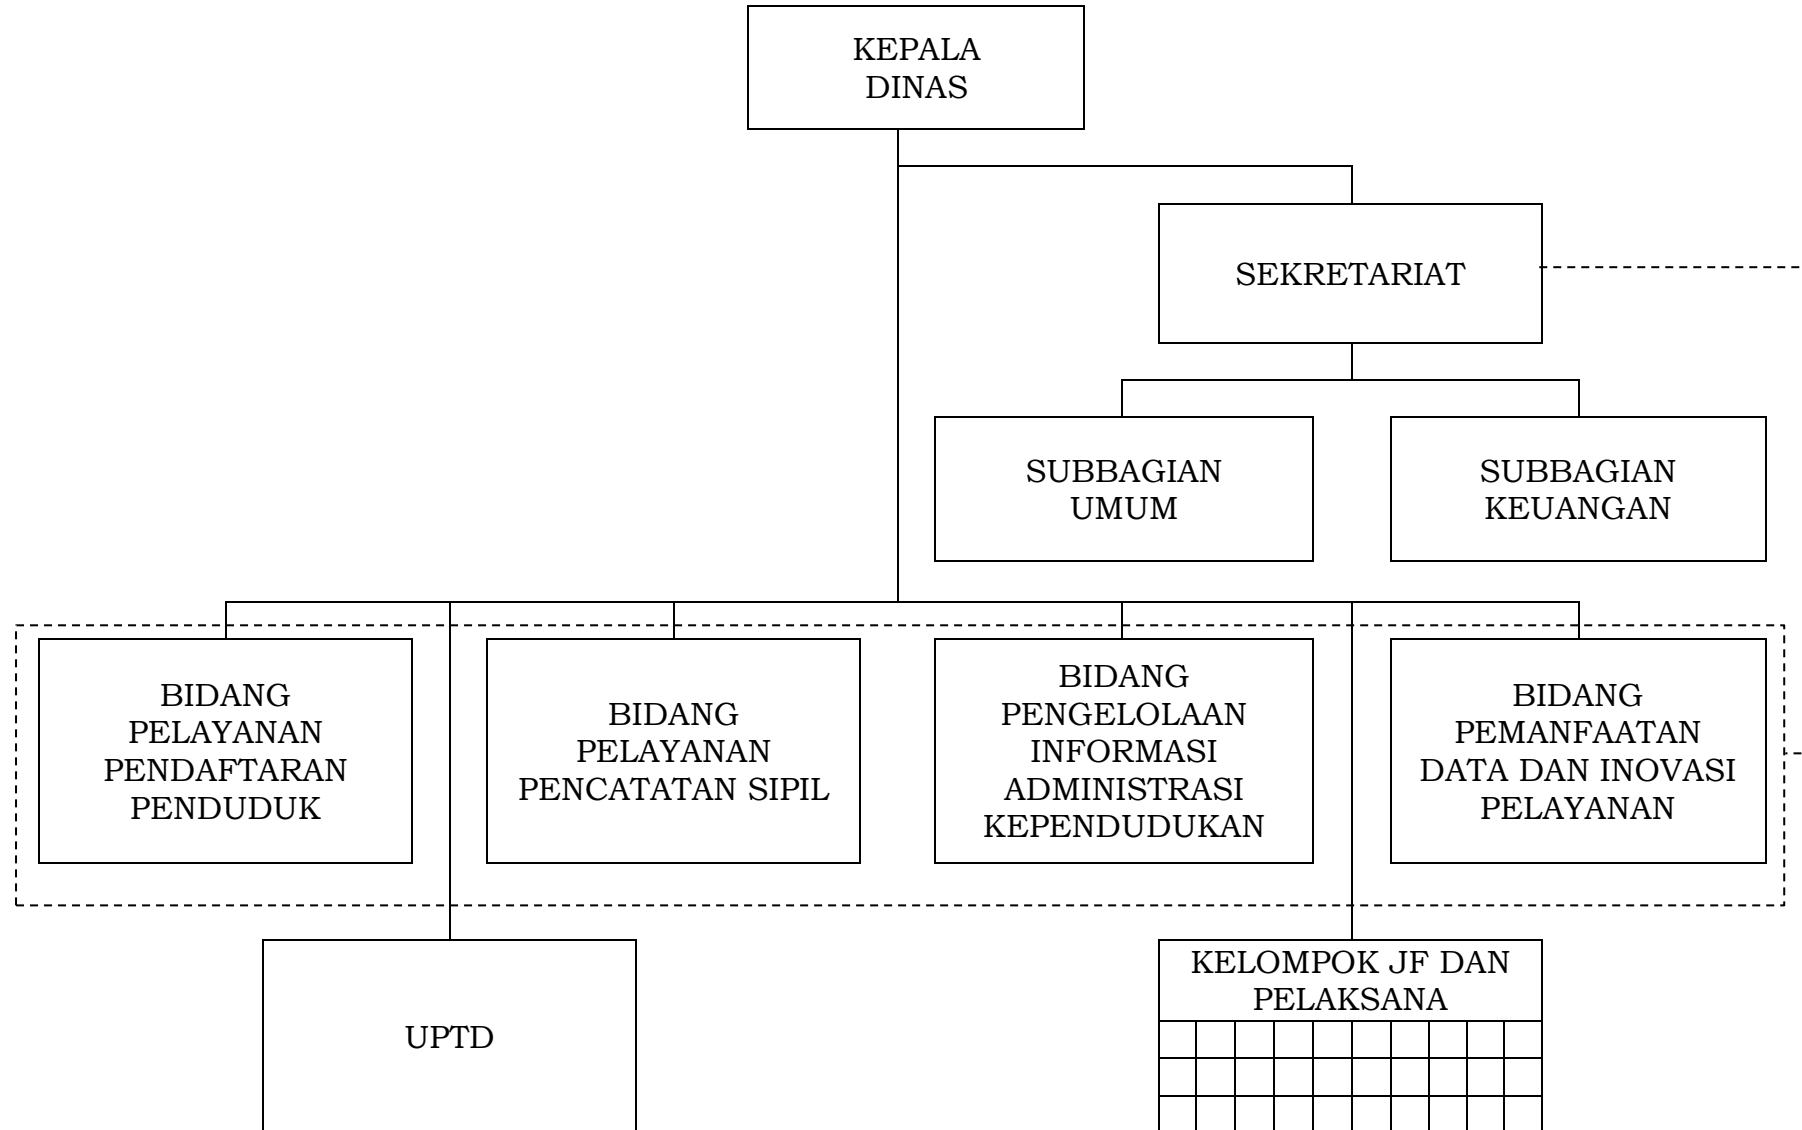 KEPALA
DINAS
SEKRETARIAT
SUBBAGIAN
UMUM
SUBBAGIAN
KEUANGAN
BIDANG
PELAYANAN
PENDAFTARAN
PENDUDUK
BIDANG
PELAYANAN
PENCATATAN SIPIL
BIDANG
PENGELOLAAN
INFORMASI
ADMINISTRASI
KEPENDUDUKAN
BIDANG
PEMANFAATAN
DATA DAN INOVASI
PELAYANAN
UPTD
KELOMPOK JF DAN
PELAKSANA